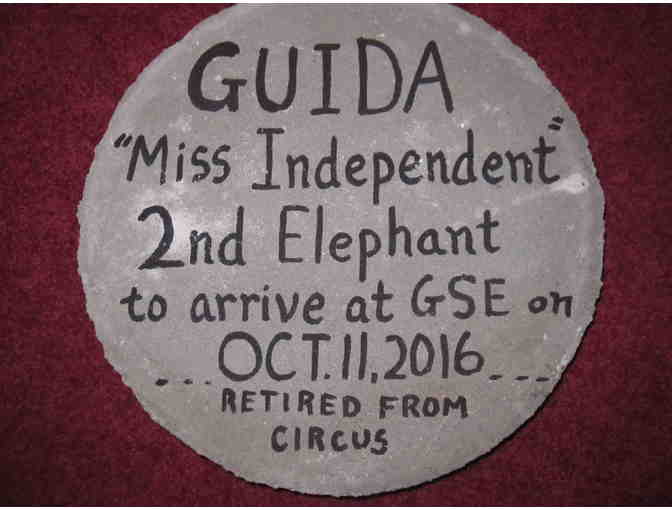 GUIDA
"Miss Independent"
2nd Elephant
to arrive at GSE on
...OCT.11,2016...
RETIRED FROM
CIRCUS